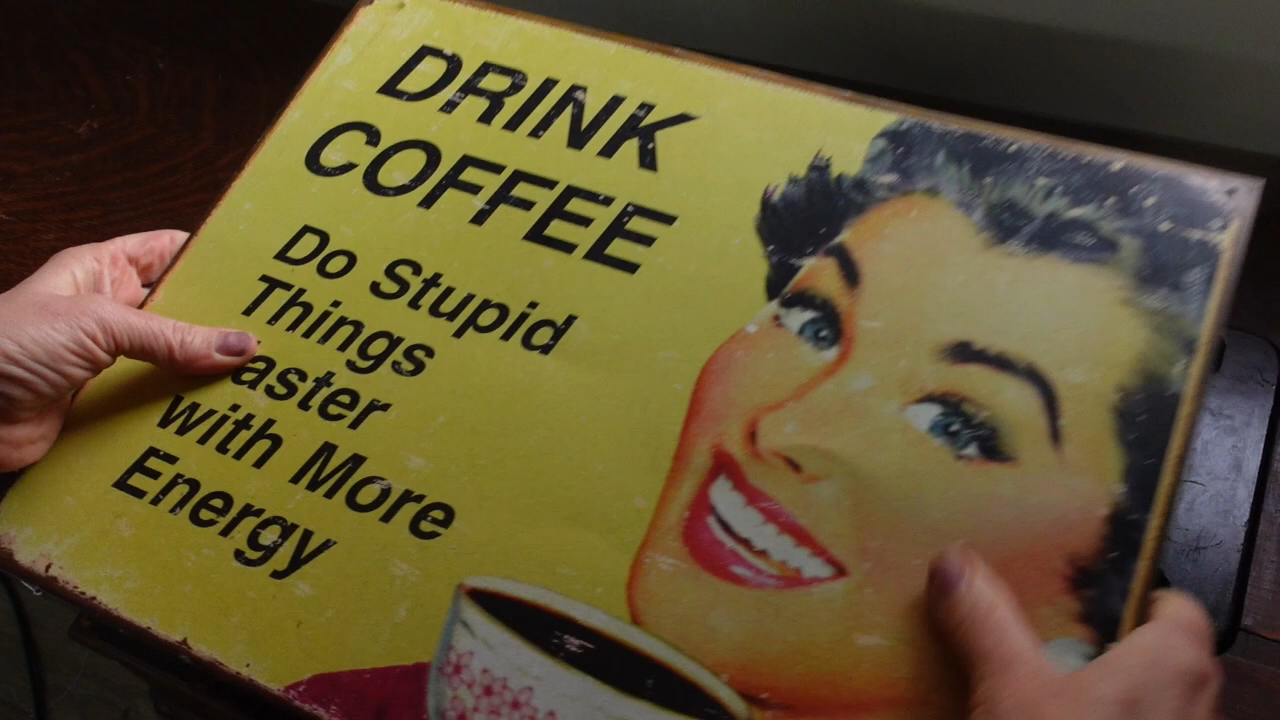 DRINK
COFFEE
Do Stupid
Things
aster
with More
Energy